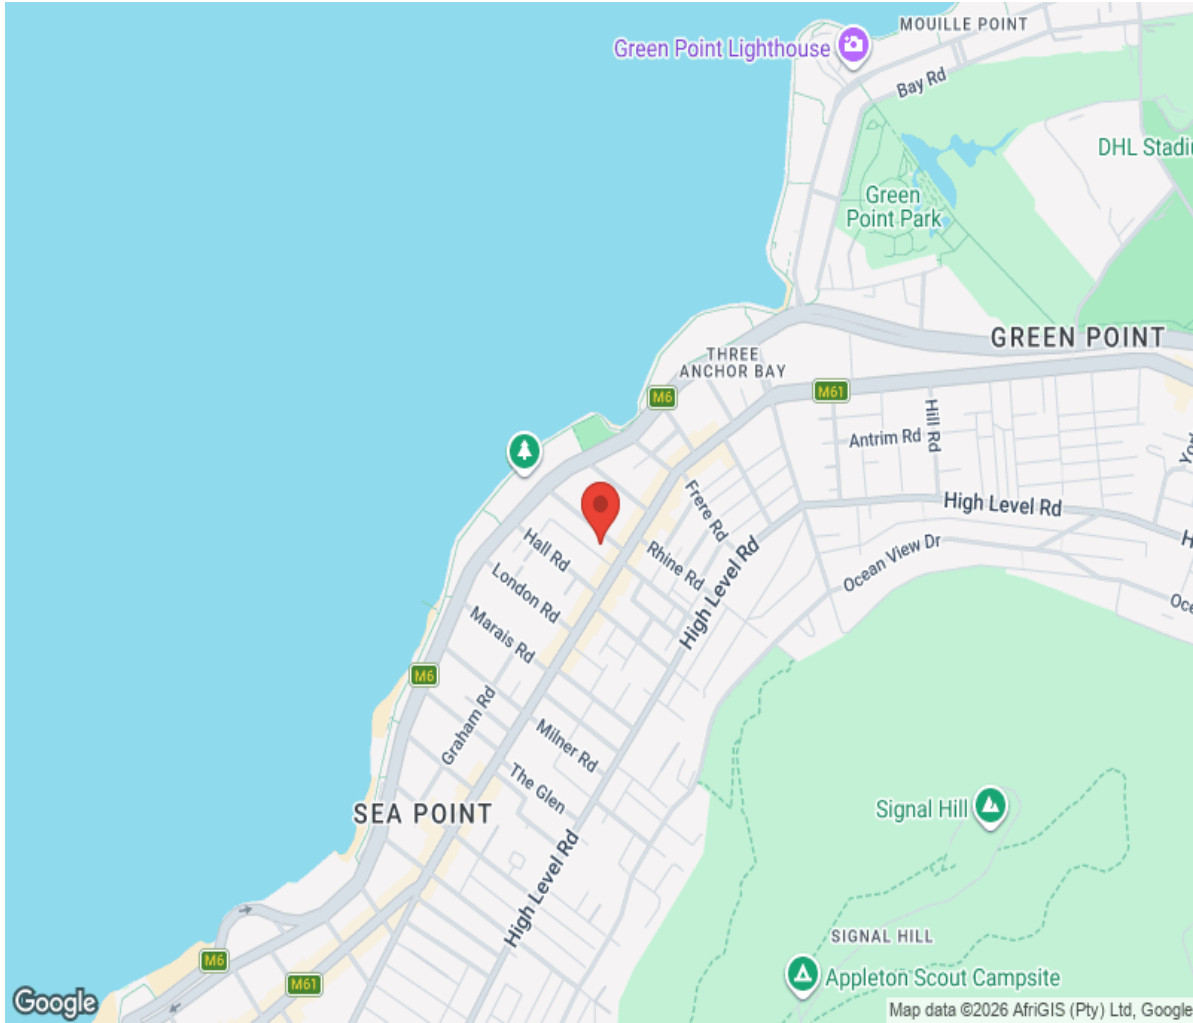 MOUILLE POINT
Green Point Lighthouse
Bay Rd
DHL Stadiu
Green
Point Park
GREEN POINT
THREE
ANCHOR BAY
M6
M61
Hill Rd
Antrim Rd
Yor
Frere Rd
High Level Rd
H
Hall Rd
Rhine Rd
Ocean View Dr
London Rd
High Level Rd
Oce
Marais Rd
M6
Graham Rd
Milner Rd
The Glen
SEA POINT
Signal Hill
High Level Rd
SIGNAL HILL
M6
M61
Appleton Scout Campsite
Google
Map data ©2026 AfriGIS (Pty) Ltd, Google